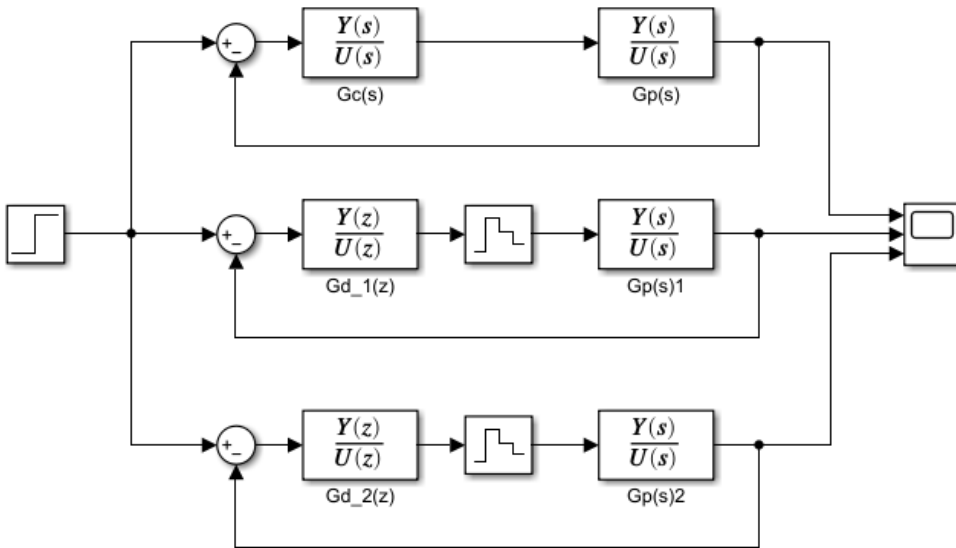 +
−
Y(s)
U(s)
Gc(s)
Y(s)
U(s)
Gp(s)
+
−
Y(z)
U(z)
Gd_1(z)
Y(s)
U(s)
Gp(s)1
+
−
Y(z)
U(z)
Gd_2(z)
Y(s)
U(s)
Gp(s)2